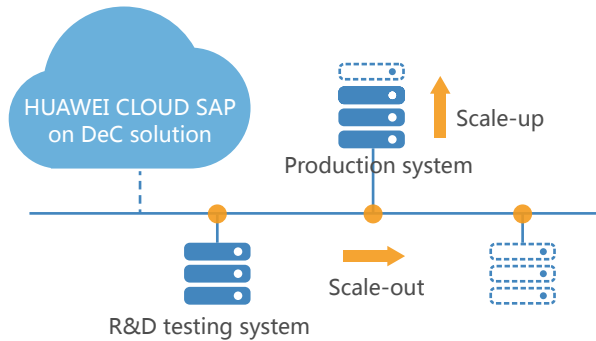 HUAWEI CLOUD SAP
on DeC solution
Scale-up
Production system
Scale-out
R&D testing system